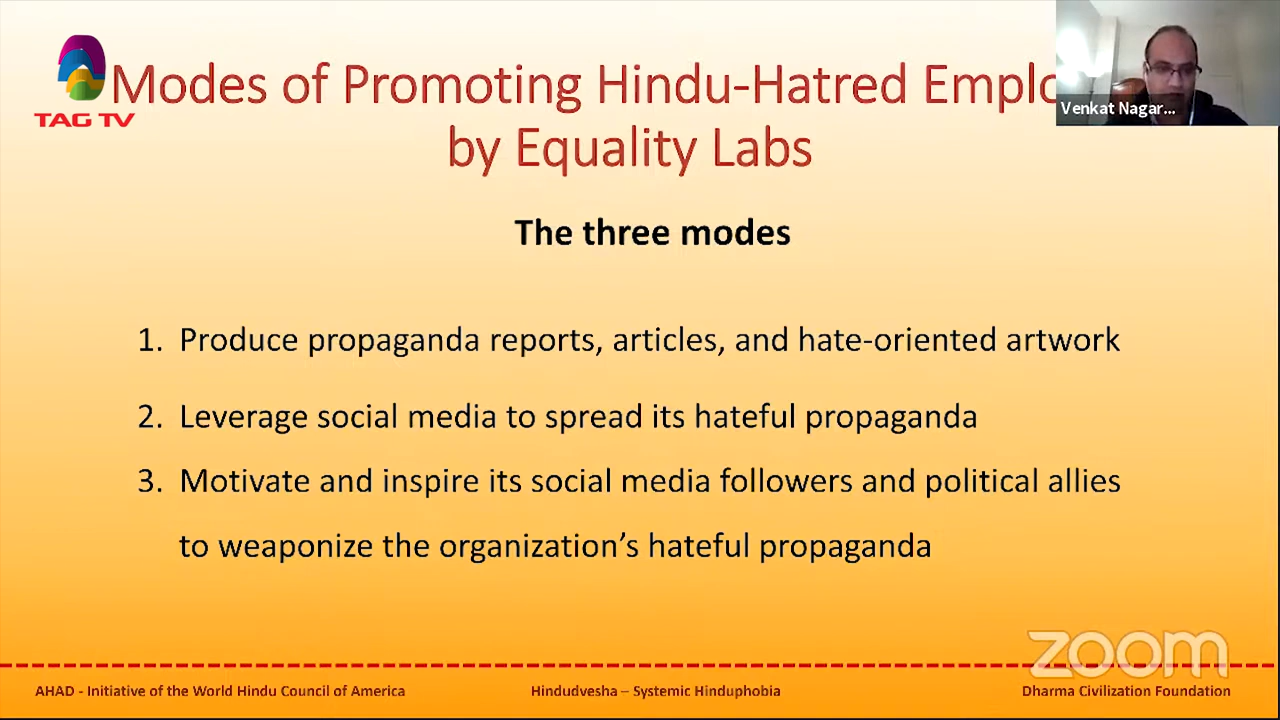 Modes of Promoting Hindu-Hatred Emplo
by Equality Labs
TAG TV
Venkat Nagar...
The three modes
1. Produce propaganda reports, articles, and hate-oriented artwork
2. Leverage social media to spread its hateful propaganda
3. Motivate and inspire its social media followers and political allies
to weaponize the organization's hateful propaganda
zoom
AHAD - Initiative of the World Hindu Council of America
Hindudvesha – Systemic Hinduphobia
Dharma Civilization Foundation